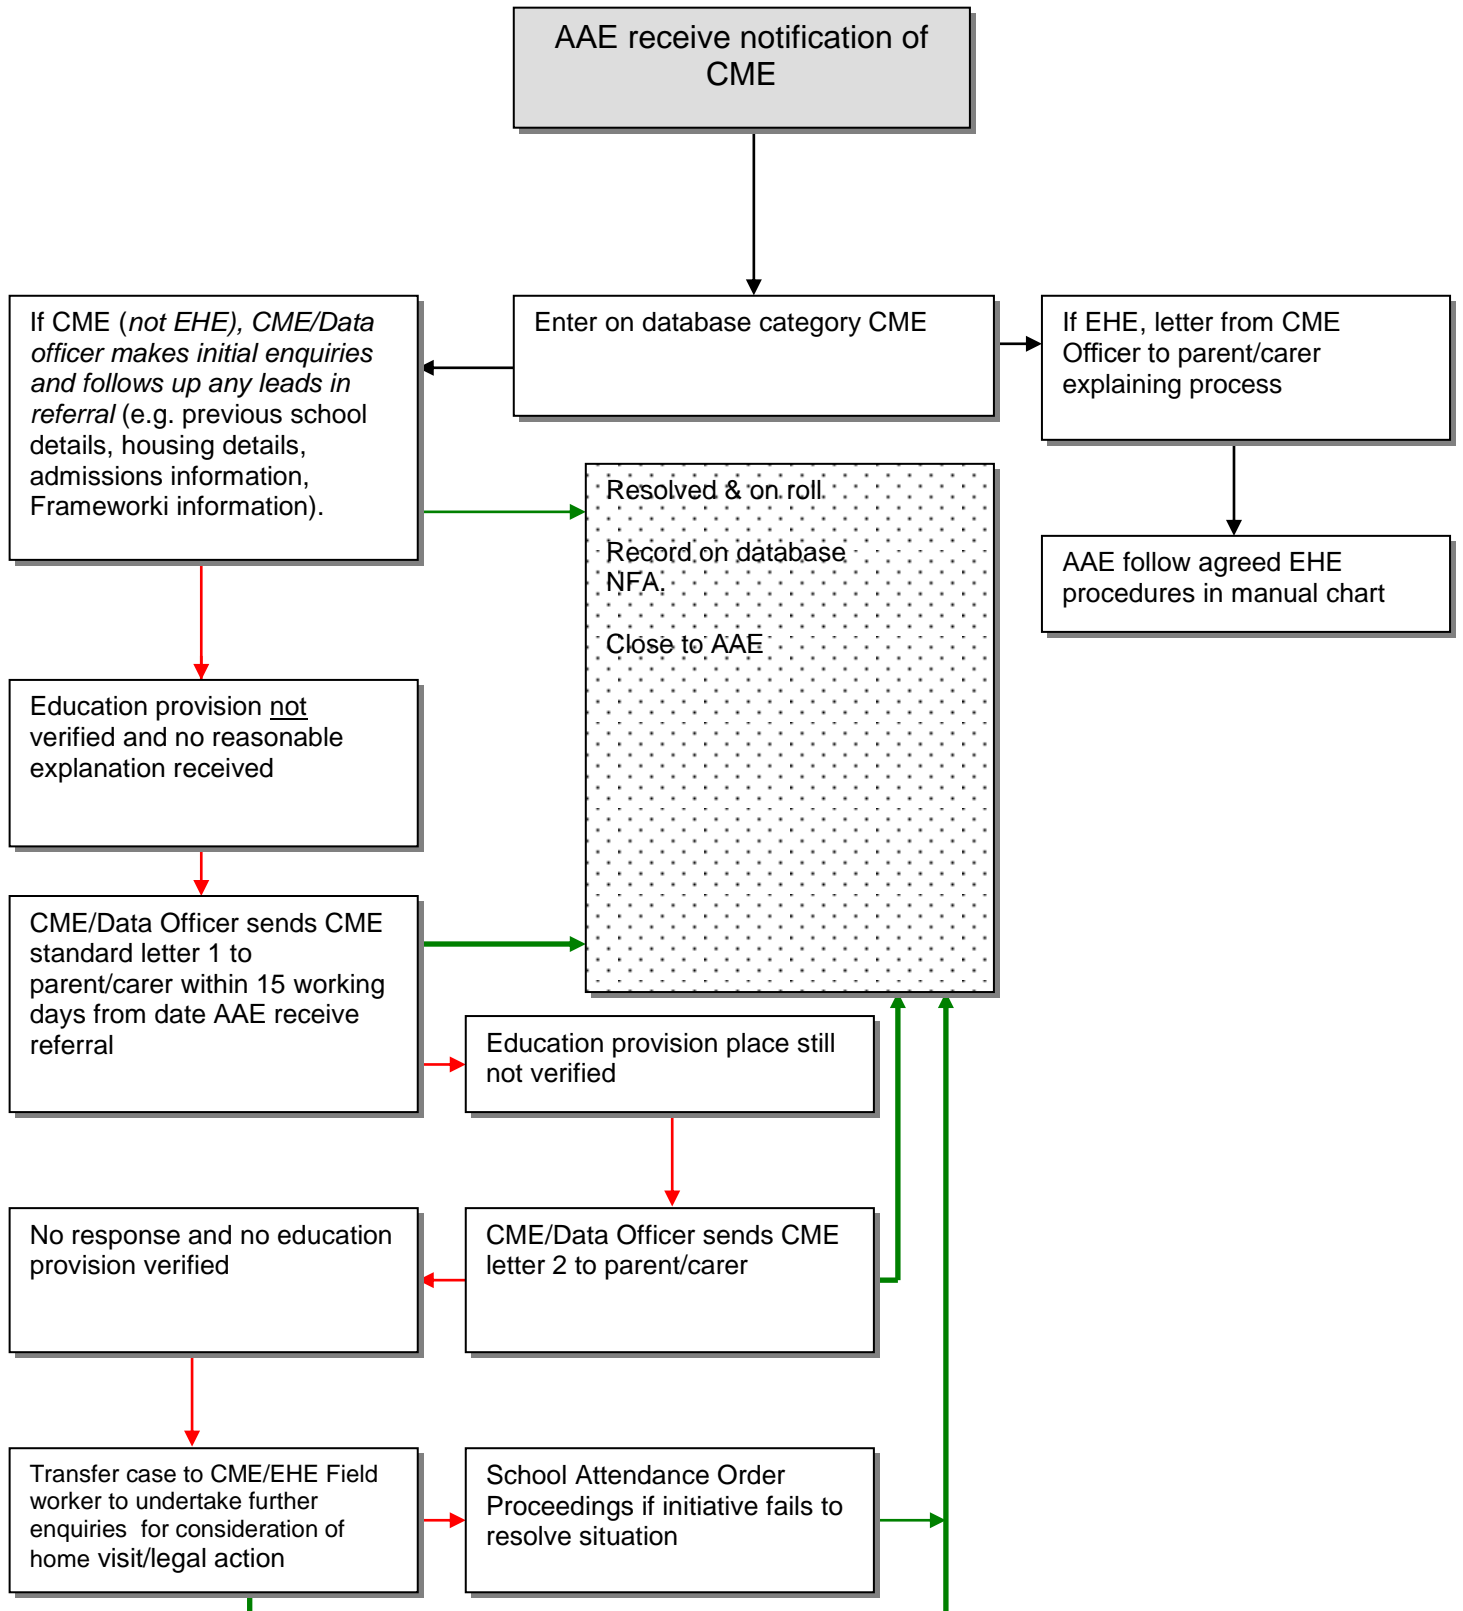 AAE receive notification of
CME
If CME (not EHE), CME/Data
officer makes initial enquiries
and follows up any leads in
referral (e.g. previous school
details, housing details,
admissions information,
Frameworki information).
Enter on database category CME
If EHE, letter from CME
Officer to parent/carer
explaining process
Resolved & on roll
Record on database
NFA.
Close to AAE
AAE follow agreed EHE
procedures in manual chart
Education provision not
verified and no reasonable
explanation received
CME/Data Officer sends CME
standard letter 1 to
parent/carer within 15 working
days from date AAE receive
referral
Education provision place still
not verified
No response and no education
provision verified
CME/Data Officer sends CME
letter 2 to parent/carer
Transfer case to CME/EHE Field
worker to undertake further
enquiries  for consideration of
home visit/legal action
School Attendance Order
Proceedings if initiative fails to
resolve situation